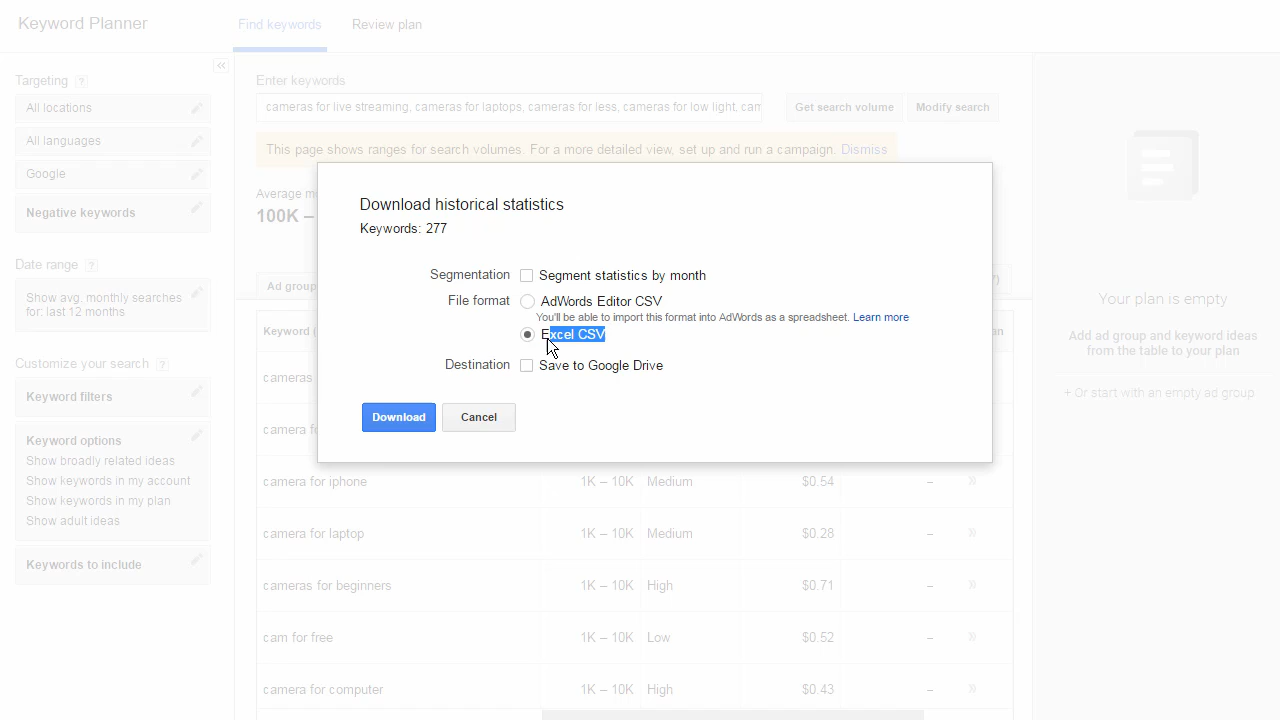 Keyword Planner
Find keywords
Review plan
Targeting ?
All locations
All languages
Google
Negative keywords
Date range ?
Show avg. monthly searches
for: last 12 months
Customize your search ?
Keyword filters
Keyword options
Show broadly related ideas
Show keywords in my account
Show keywords in my plan
Show adult ideas
Keywords to include
Enter keywords
cameras for live streaming, cameras for laptops, cameras for less, cameras for low light, cam
Get search volume
Modify search
This page shows ranges for search volumes. For a more detailed view, set up and run a campaign. Dismiss
Average m
100K –
Ad group
Keyword (
cameras
camera f
Download historical statistics
Keywords: 277
Segmentation
Segment statistics by month
File format
AdWords Editor CSV
You'll be able to import this format into AdWords as a spreadsheet. Learn more
Excel CSV
Destination
Save to Google Drive
Download
Cancel
camera for iphone 1K – 10K Medium $0.54 –
camera for laptop 1K – 10K Medium $0.28 –
cameras for beginners 1K – 10K High $0.71 –
cam for free 1K – 10K Low $0.52 –
camera for computer 1K – 10K High $0.43 –
Your plan is empty
Add ad group and keyword ideas
from the table to your plan
+ Or start with an empty ad group